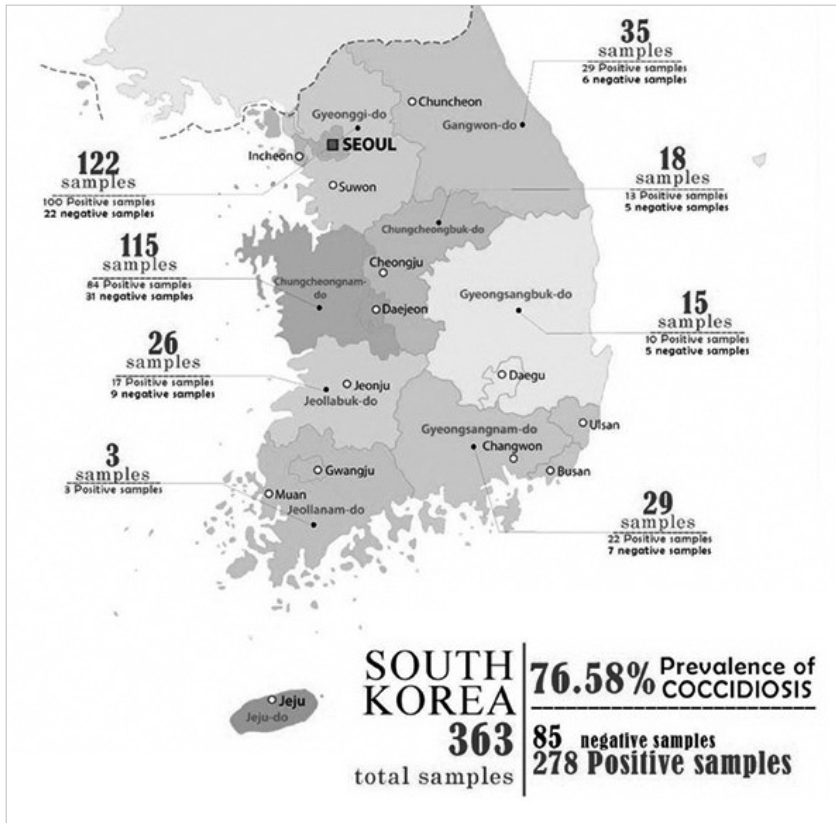 35
samples
29 Positive samples
6 negative samples
Chuncheon
Gyeonggi-do
Gangwon-do
SEOUL
Incheon
122
samples
100 Positive samples
22 negative samples
18
samples
13 Positive samples
5 negative samples
Suwon
Chungcheongbuk-do
115
samples
84 Positive samples
31 negative samples
Cheongju
Chungcheongnam-
do
Gyeongsangbuk-do
Daejeon
15
samples
10 Positive samples
5 negative samples
26
samples
17 Positive samples
9 negative samples
Daegu
Jeonju
Jeollabuk-do
Gyeongsangnam-do
Ulsan
Changwon
3
samples
3 Positive samples
Gwangju
Busan
Muan
Jeollanam-do
29
samples
22 Positive samples
7 negative samples
SOUTH
KOREA
363
total samples
76.58% Prevalence of
COCCIDIOSIS
85 negative samples
278 Positive samples
Jeju
Jeju-do